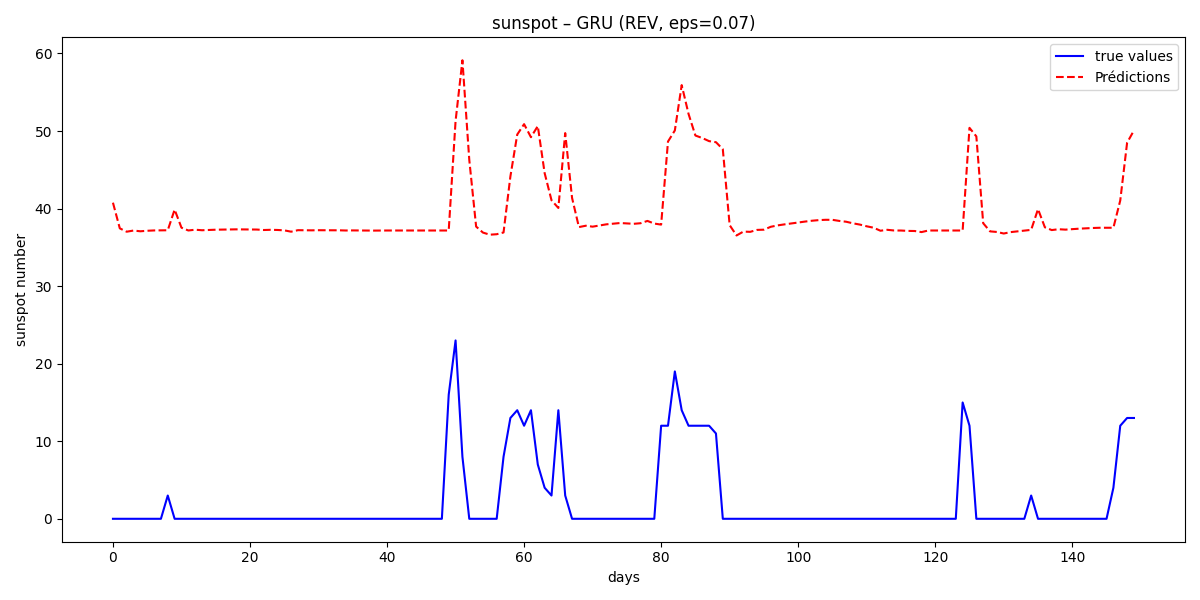 sunspot – GRU (REV, eps=0.07)
true values
Prédictions
sunspot number
60
50
40
30
20
10
0
0 20 40 60 80 100 120 140
days